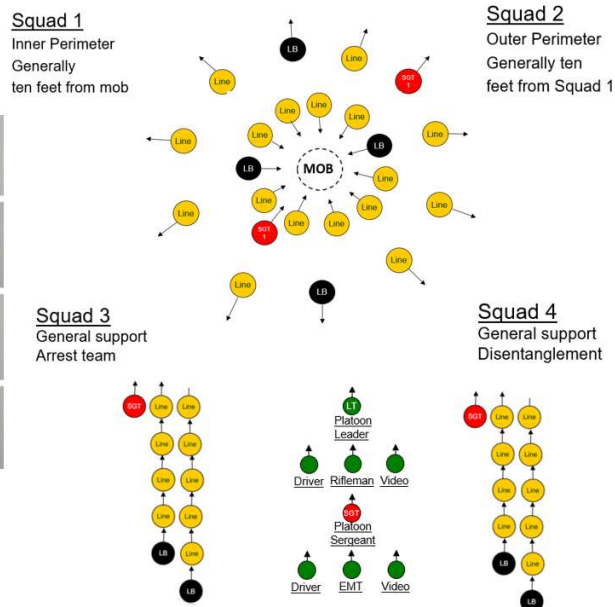 Squad 1
Inner Perimeter
Generally
ten feet from mob
Squad 2
Outer Perimeter
Generally ten
feet from Squad 1
LB
Line
Line
SGT
1
Line
Line
Line
Line
Line
Line
LB
Line
Line
Line
Line
LB
LB
MOB
Line
Line
Line
Line
Line
SGT
1
Squad 3
General support
Arrest team
SGT Line Line
Line Line
Line Line
Line Line
LB Line
LB
LT
Platoon
Leader
Driver Rifleman Video
SGT
Platoon
Sergeant
Driver EMT Video
Squad 4
General support
Disentanglement
SGT Line Line
Line Line
Line Line
Line Line
LB Line
LB